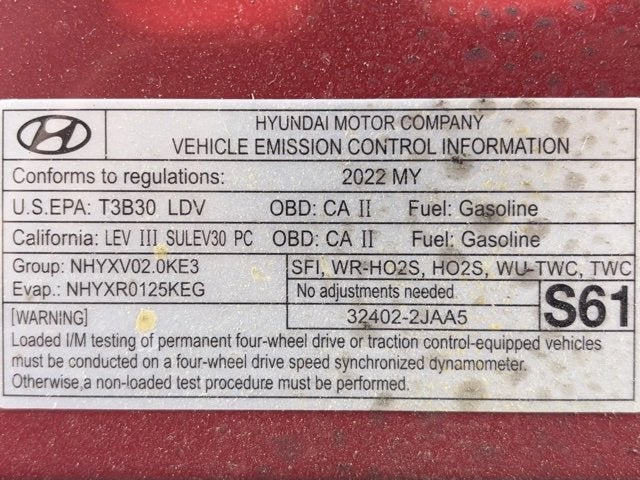 HYUNDAI MOTOR COMPANY
VEHICLE EMISSION CONTROL INFORMATION
Conforms to regulations: 2022 MY
U.S.EPA: T3B30 LDV OBD: CA II Fuel: Gasoline
California: LEV III SULEV30 PC OBD: CA II Fuel: Gasoline
Group: NHYXV02.0KE3 SFI, WR-HO2S, HO2S, WU-TWC, TWC
Evap.: NHYXR0125KEG No adjustments needed S61
[WARNING] 32402-2JAA5
Loaded I/M testing of permanent four-wheel drive or traction control-equipped vehicles
must be conducted on a four-wheel drive speed synchronized dynamometer.
Otherwise,a non-loaded test procedure must be performed.